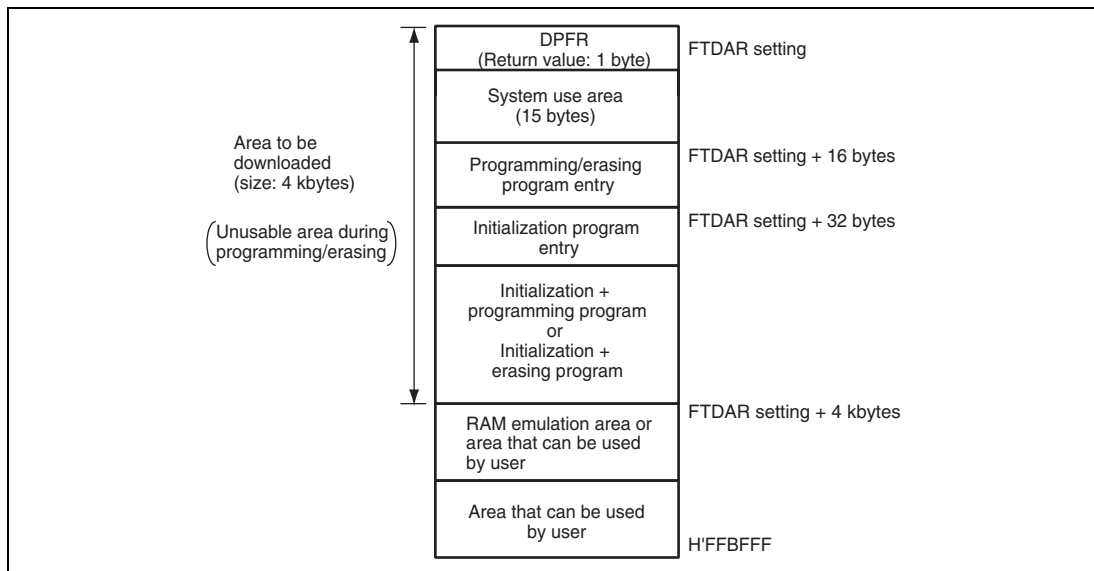 DPFR
(Return value: 1 byte)
FTDAR setting
System use area
(15 bytes)
Area to be
downloaded
(size: 4 kbytes)
(Unusable area during
programming/erasing)
FTDAR setting + 16 bytes
Programming/erasing
program entry
FTDAR setting + 32 bytes
Initialization program
entry
Initialization +
programming program
or
Initialization +
erasing program
FTDAR setting + 4 kbytes
RAM emulation area or
area that can be used
by user
Area that can be used
by user
H'FFBFFF